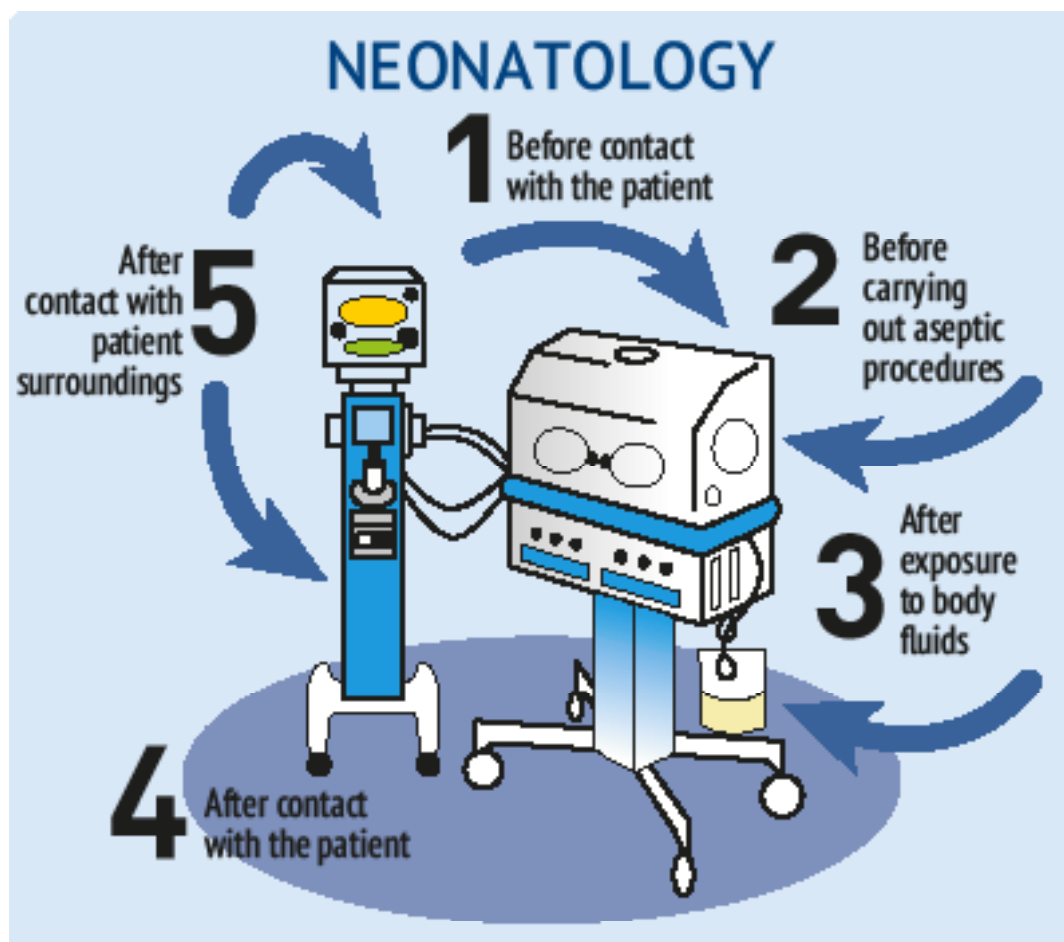 NEONATOLOGY
1
Before contact
with the patient
2
Before
carrying
out aseptic
procedures
3
After
exposure
to body
fluids
4
After contact
with the patient
5
After
contact with
patient
surroundings